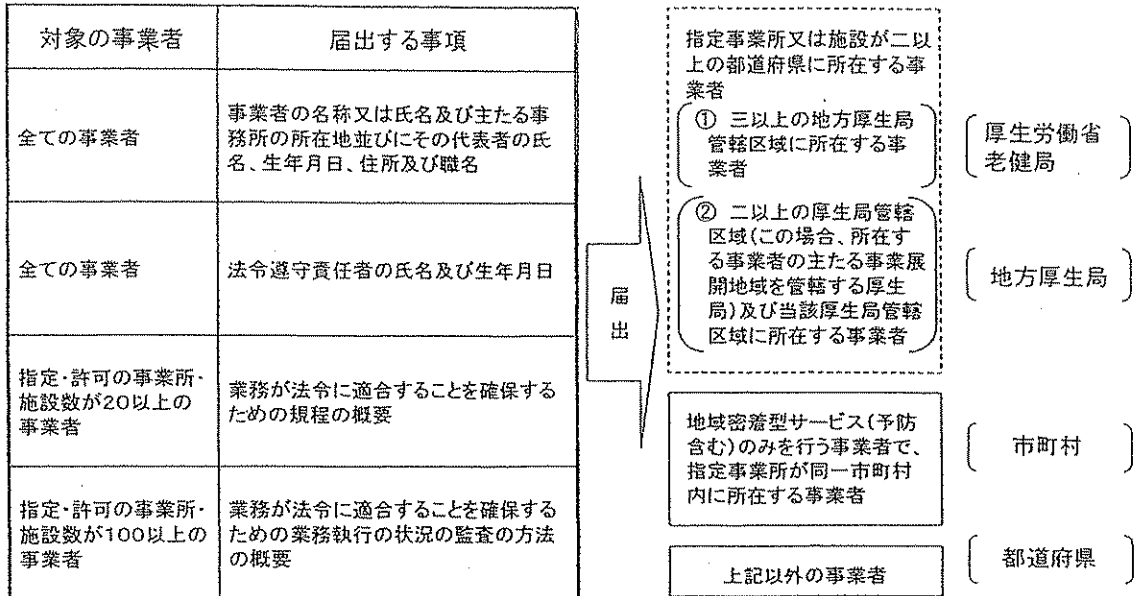 対象の事業者
届出する事項
全ての事業者
事業者の名称又は氏名及び主たる事
務所の所在地並びにその代表者の氏
名、生年月日、住所及び職名
全ての事業者
法令遵守責任者の氏名及び生年月日
指定・許可の事業所・
施設数が20以上の
事業者
業務が法令に適合することを確保する
ための規程の概要
指定・許可の事業所・
施設数が100以上の
事業者
業務が法令に適合することを確保する
ための業務執行の状況の監査の方法
の概要
届
出
指定事業所又は施設が二以
上の都道府県に所在する事
業者
① 三以上の地方厚生局
管轄区域に所在する事
業者
厚生労働省
老健局
② 二以上の厚生局管轄
区域(この場合、所在す
る事業者の主たる事業展
開地域を管轄する厚生
局)及び当該厚生局管轄
区域に所在する事業者
地方厚生局
地域密着型サービス(予防
含む)のみを行う事業者で、
指定事業所が同一市町村
内に所在する事業者
市町村
上記以外の事業者
都道府県